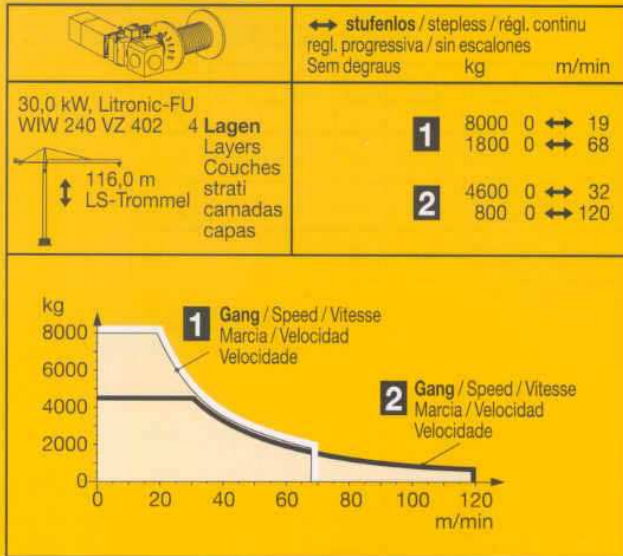 stufenlos / stepless / régl. continu
regl. progressiva / sin escalones
Sem degraus kg m/min
30,0 kW, Litronic-FU
WIW 240 VZ 402 4 Lagen
Layers
Couches
strati
camadas
capas
116,0 m
LS-Trommel
1 8000 0 ↔ 19
1800 0 ↔ 68
2 4600 0 ↔ 32
800 0 ↔ 120
kg
8000
6000
4000
2000
0
1 Gang / Speed / Vitesse
Marcia / Velocidad
Velocidade
2 Gang / Speed / Vitesse
Marcia / Velocidad
Velocidade
0 20 40 60 80 100 120
m/min